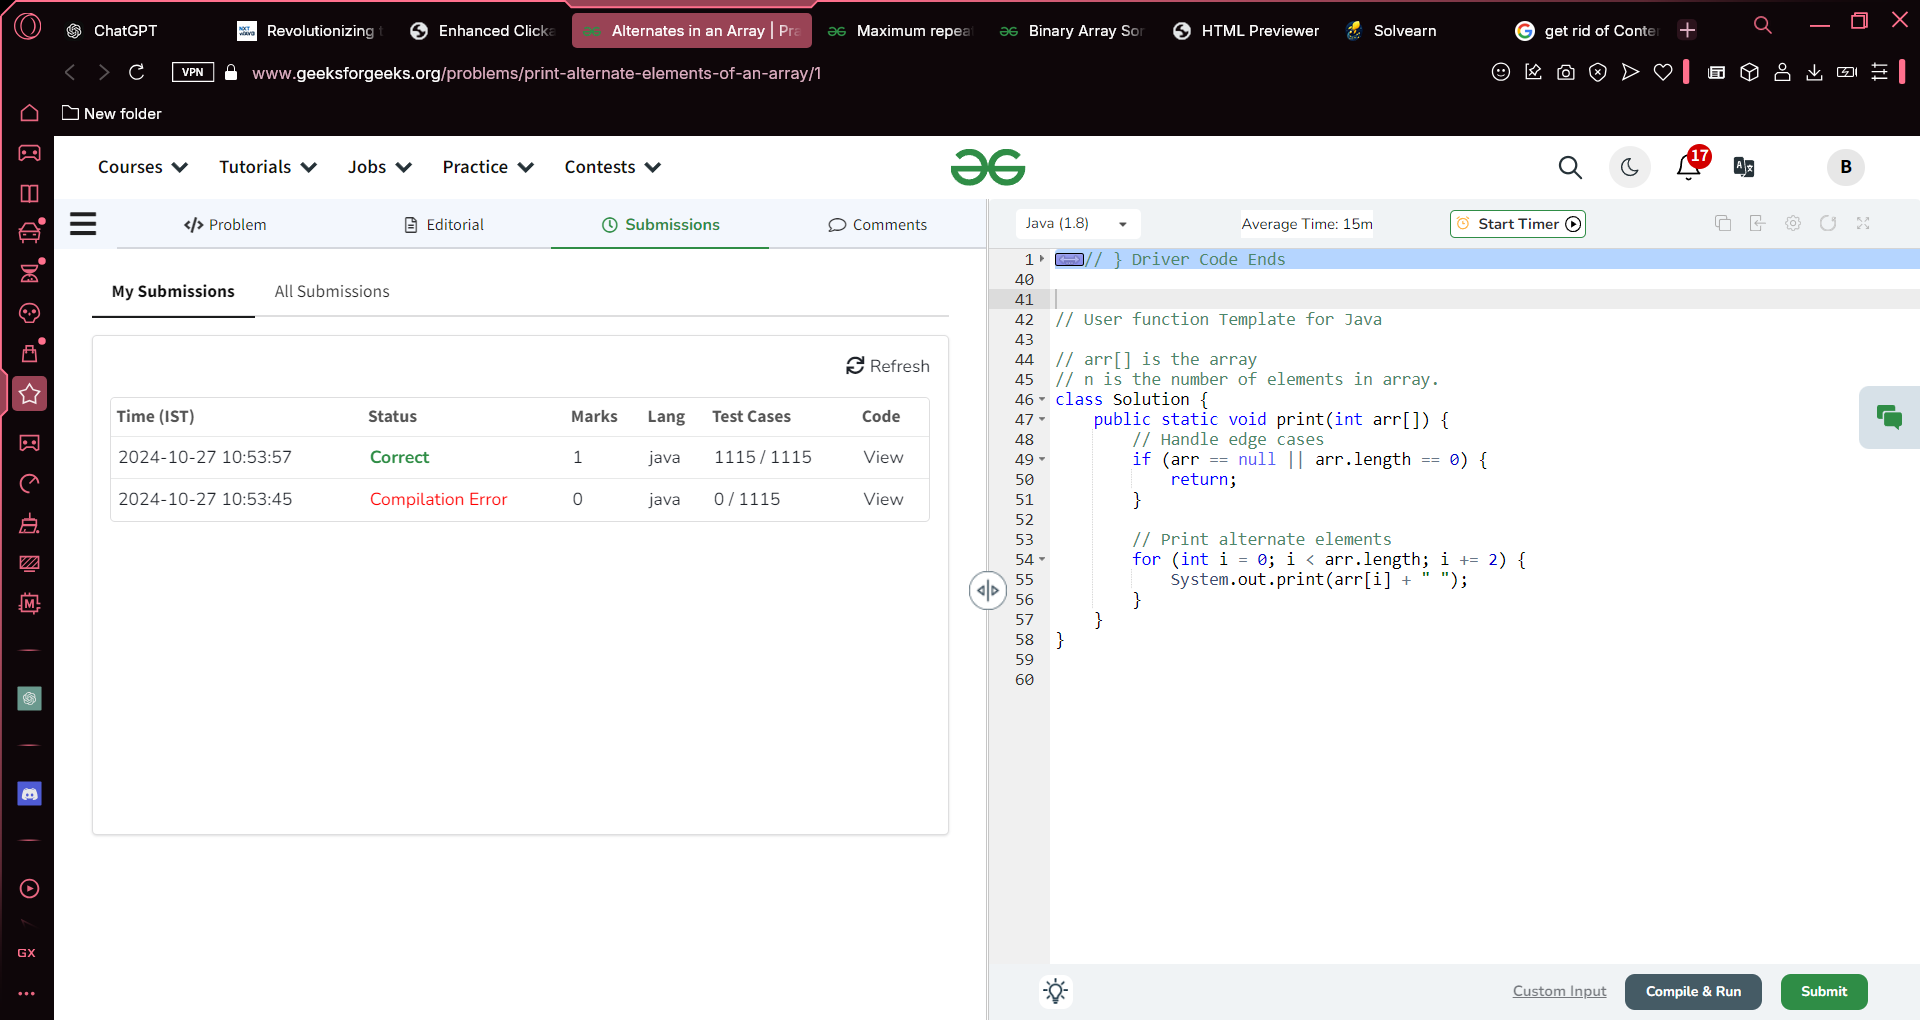 ChatGPT
Revolutionizing t
Enhanced Clicka
Alternates in an Array | Pra
Maximum repea
Binary Array Sor
HTML Previewer
Solvearn
get rid of Conter
VPN
www.geeksforgeeks.org/problems/print-alternate-elements-of-an-array/1
New folder
Courses
Tutorials
Jobs
Practice
Contests
17
B
Problem
Editorial
Submissions
Comments
Java (1.8)
Average Time: 15m
Start Timer
My Submissions
All Submissions
Refresh
Time (IST) Status Marks Lang Test Cases Code
2024-10-27 10:53:57 Correct 1 java 1115 / 1115 View
2024-10-27 10:53:45 Compilation Error 0 java 0 / 1115 View
1 // } Driver Code Ends
40
41
42 // User function Template for Java
43
44 // arr[] is the array
45 // n is the number of elements in array.
46 class Solution {
47 public static void print(int arr[]) {
48 // Handle edge cases
49 if (arr == null || arr.length == 0) {
50 return;
51 }
52
53 // Print alternate elements
54 for (int i = 0; i < arr.length; i += 2) {
55 System.out.print(arr[i] + " ");
56 }
57 }
58 }
59
60
Custom Input
Compile & Run
Submit
M
GX